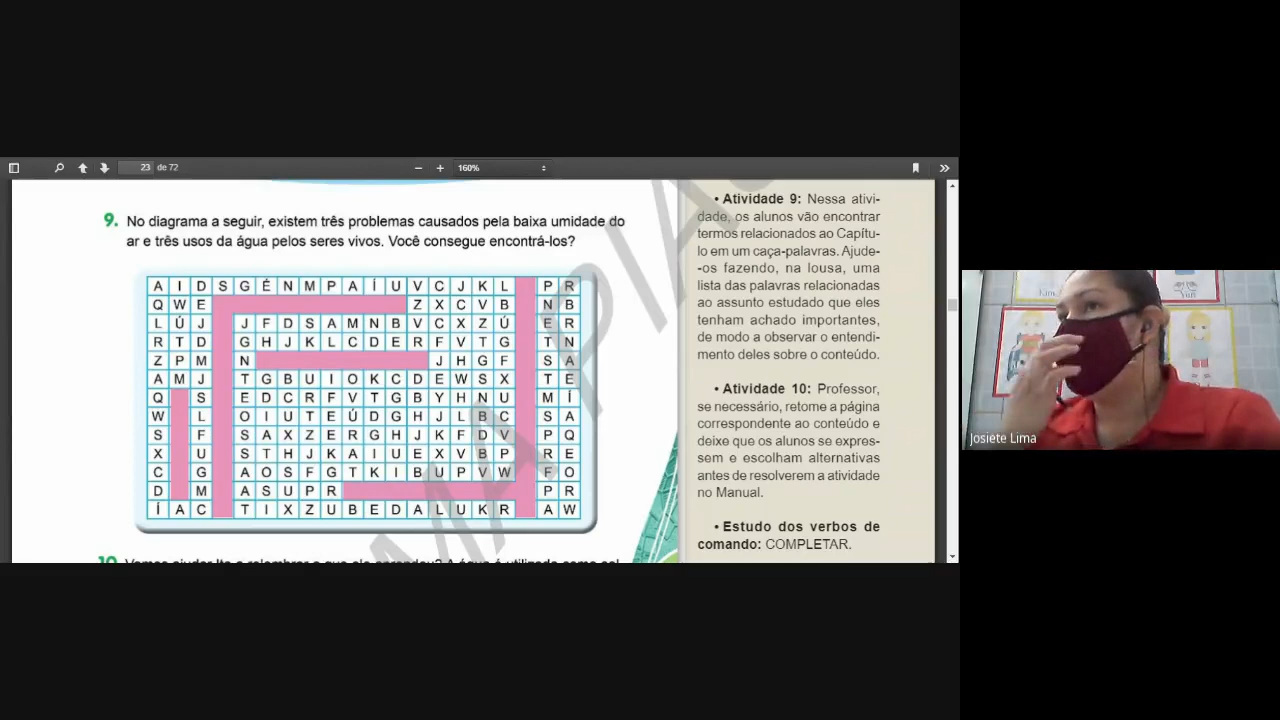 23 de 72
160%
9. No diagrama a seguir, existem três problemas causados pela baixa umidade do
ar e três usos da água pelos seres vivos. Você consegue encontrá-los?
A I D S G É N M P A Í U V C J K L P R
Q W E Z X C V B N B
L Ú J J F D S A M N B V C X Z Ú E R
R T D G H J K L C D E R F V T G T N
Z P M N J H G F S A
A M J T G B U I O K C D E W S X T E
Q S E D C R F V T G B Y H N U M Í
W L O I U T E Ú D G H J L B C S A
S F S A X Z E R G H J K F D V P Q
X U S T H J K A I U E X V B P R E
C G A O S F G T K I B U P V W F O
D M A S U P R P R
Í A C T I X Z U B E D A L U K R A W
MA PIA
• Atividade 9: Nessa ativi-
dade, os alunos vão encontrar
termos relacionados ao Capítu-
lo em um caça-palavras. Ajude-
-os fazendo, na lousa, uma
lista das palavras relacionadas
ao assunto estudado que eles
tenham achado importantes,
de modo a observar o entendi-
mento deles sobre o conteúdo.
• Atividade 10: Professor,
se necessário, retome a página
correspondente ao conteúdo e
deixe que os alunos se expres-
sem e escolham alternativas
antes de resolverem a atividade
no Manual.
• Estudo dos verbos de
comando: COMPLETAR.
Josiete Lima